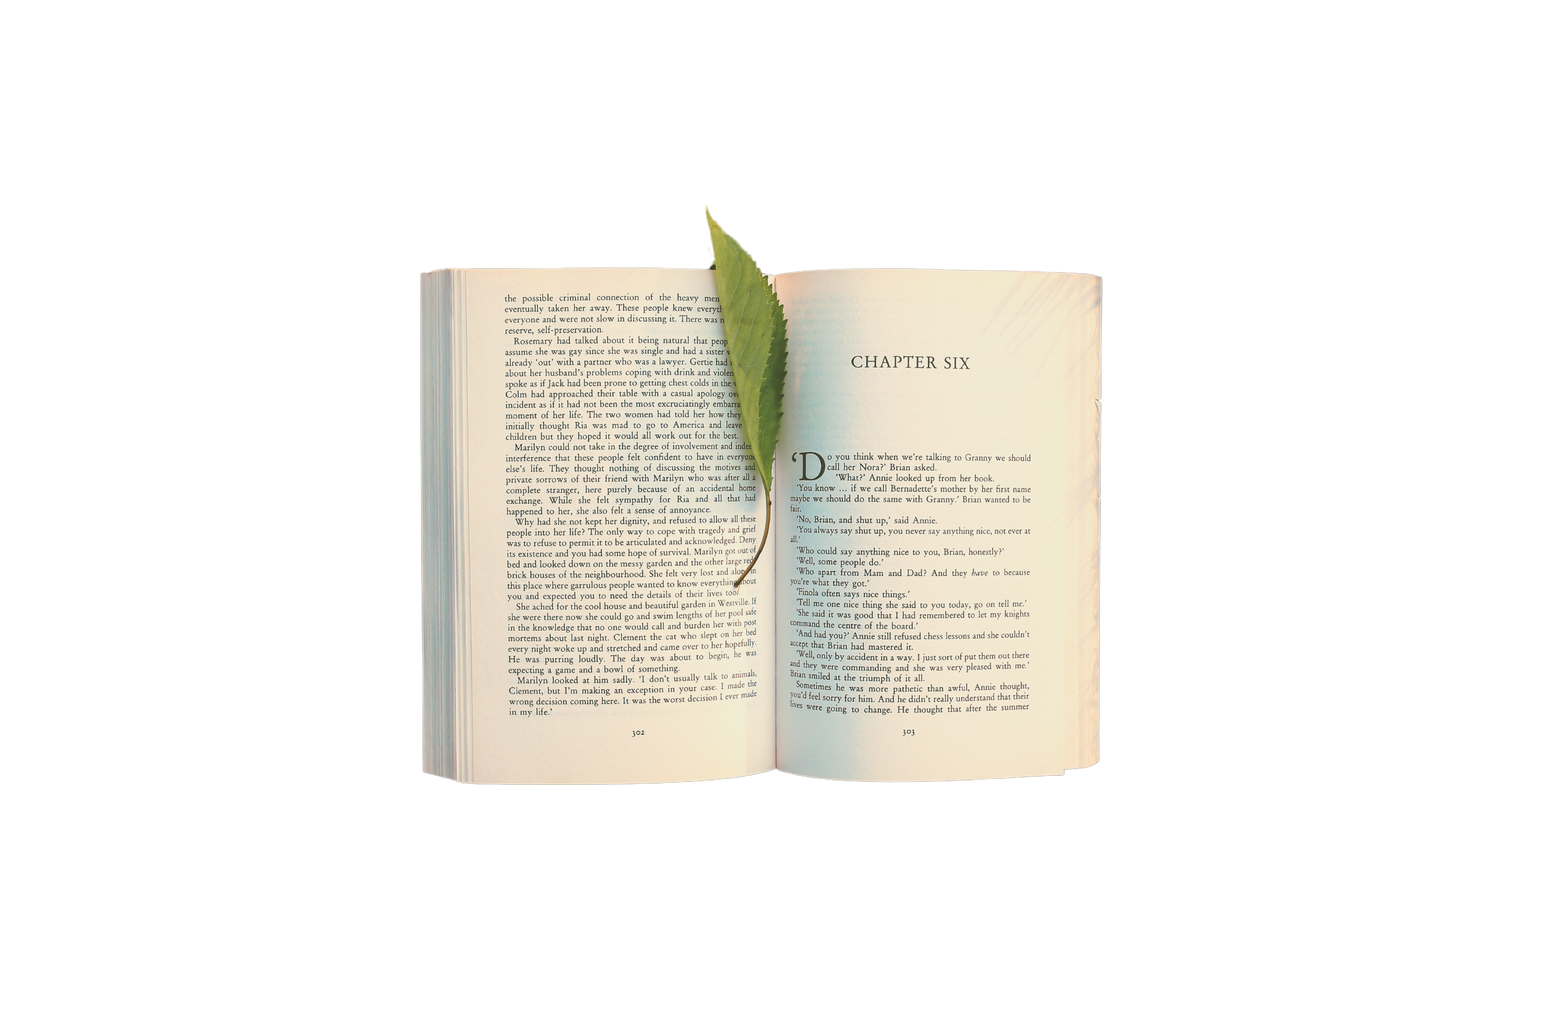 the possible criminal connection of the heavy
eventually taken her away. These people knew
everyone and were not slow in discussing it. There was
reserve, self-preservation.
Rosemary had talked about it being natural that
assume she was gay since she was single and had a sister
already ‘out’ with a partner who was a lawyer. Gertie had
about her husband’s problems coping with drink and
spoke as if Jack had been prone to getting chest colds in the
Colm had approached their table with a casual apology
incident as if it had not been the most excruciatingly
moment of her life. The two women had told her how they
initially thought Ria was mad to go to America and leave
children but they hoped it would all work out for the best.
Marilyn could not take in the degree of involvement and indeed
interference that these people felt confident to have in everyone
else’s life. They thought nothing of discussing the motives and
private sorrows of their friend with Marilyn who was after all a
complete stranger, here purely because of an accidental home
exchange. While she felt sympathy for Ria and all that had
happened to her, she also felt a sense of annoyance.
Why had she not kept her dignity, and refused to allow all these
people into her life? The only way to cope with tragedy and grief
was to refuse to permit it to be articulated and acknowledged. Deny
its existence and you had some hope of survival. Marilyn got out of
bed and looked down on the messy garden and the other large red
brick houses of the neighbourhood. She felt very lost and alone in
this place where garrulous people wanted to know everything about
you and expected you to need the details of their lives too.
She ached for the cool house and beautiful garden in Westville. If
she were there now she could go and swim lengths of her pool safe
in the knowledge that no one would call and burden her with post
mortems about last night. Clement the cat who slept on her bed
every night woke up and stretched and came over to her hopefully.
He was purring loudly. The day was about to begin, he was
expecting a game and a bowl of something.
Marilyn looked at him sadly. ‘I don’t usually talk to animals,
Clement, but I’m making an exception in your case. I made the
wrong decision coming here. It was the worst decision I ever made
in my life.’
302
CHAPTER SIX
‘Do you think when we’re talking to Granny we should
call her Nora?’ Brian asked.
‘What?’ Annie looked up from her book.
‘You know ... if we call Bernadette’s mother by her first name
maybe we should do the same with Granny.’ Brian wanted to be
fair.
‘No, Brian, and shut up,’ said Annie.
‘You always say shut up, you never say anything nice, not ever at
all.’
‘Who could say anything nice to you, Brian, honestly?’
‘Well, some people do.’
‘Who apart from Mam and Dad? And they have to because
you’re what they got.’
‘Finola often says nice things.’
‘Tell me one nice thing she said to you today, go on tell me.’
‘She said it was good that I had remembered to let my knights
command the centre of the board.’
‘And had you?’ Annie still refused chess lessons and she couldn’t
accept that Brian had mastered it.
‘Well, only by accident in a way. I just sort of put them out there
and they were commanding and she was very pleased with me.’
Brian smiled at the triumph of it all.
Sometimes he was more pathetic than awful, Annie thought,
you’d feel sorry for him. And he didn’t really understand that their
lives were going to change. He thought that after the summer
303